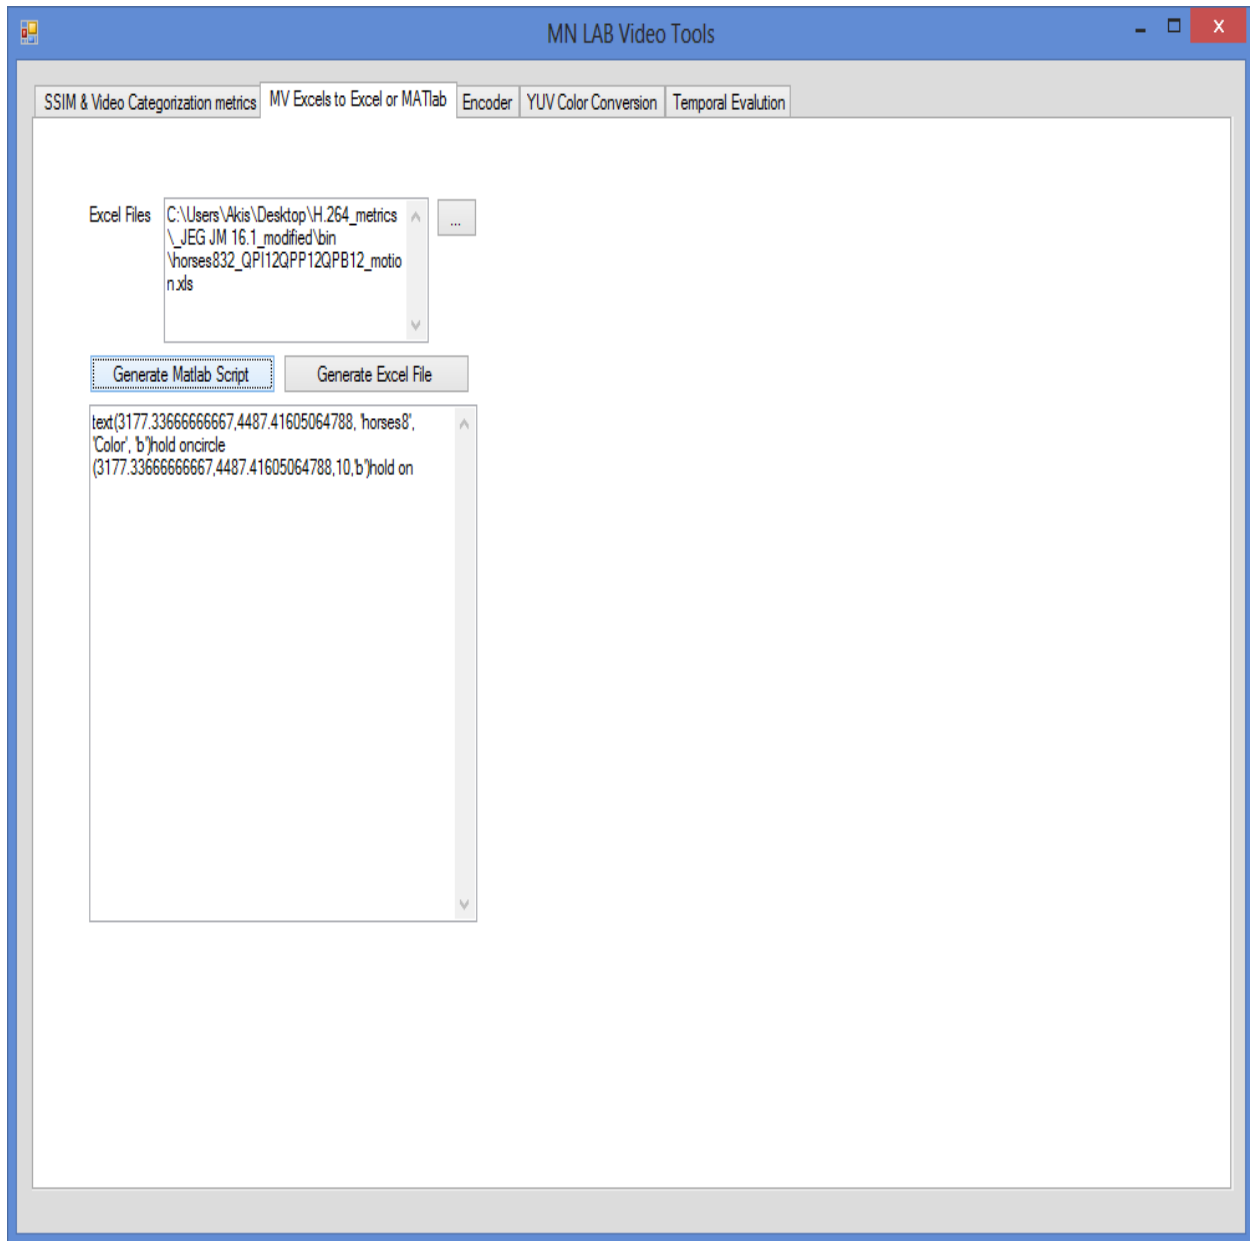 MN LAB Video Tools
SSIM & Video Categorization metrics
MV Excels to Excel or MATlab
Encoder
YUV Color Conversion
Temporal Evalution
Excel Files
C:\Users\Akis\Desktop\H.264_metrics
\_JEG JM 16.1_modified\bin
\horses832_QPI12QPP12QPB12_motio
n.xls
...
Generate Matlab Script
Generate Excel File
text(3177.33666666667,4487.41605064788, 'horses8',
'Color', 'b')hold oncircle
(3177.33666666667,4487.41605064788,10,'b')hold on